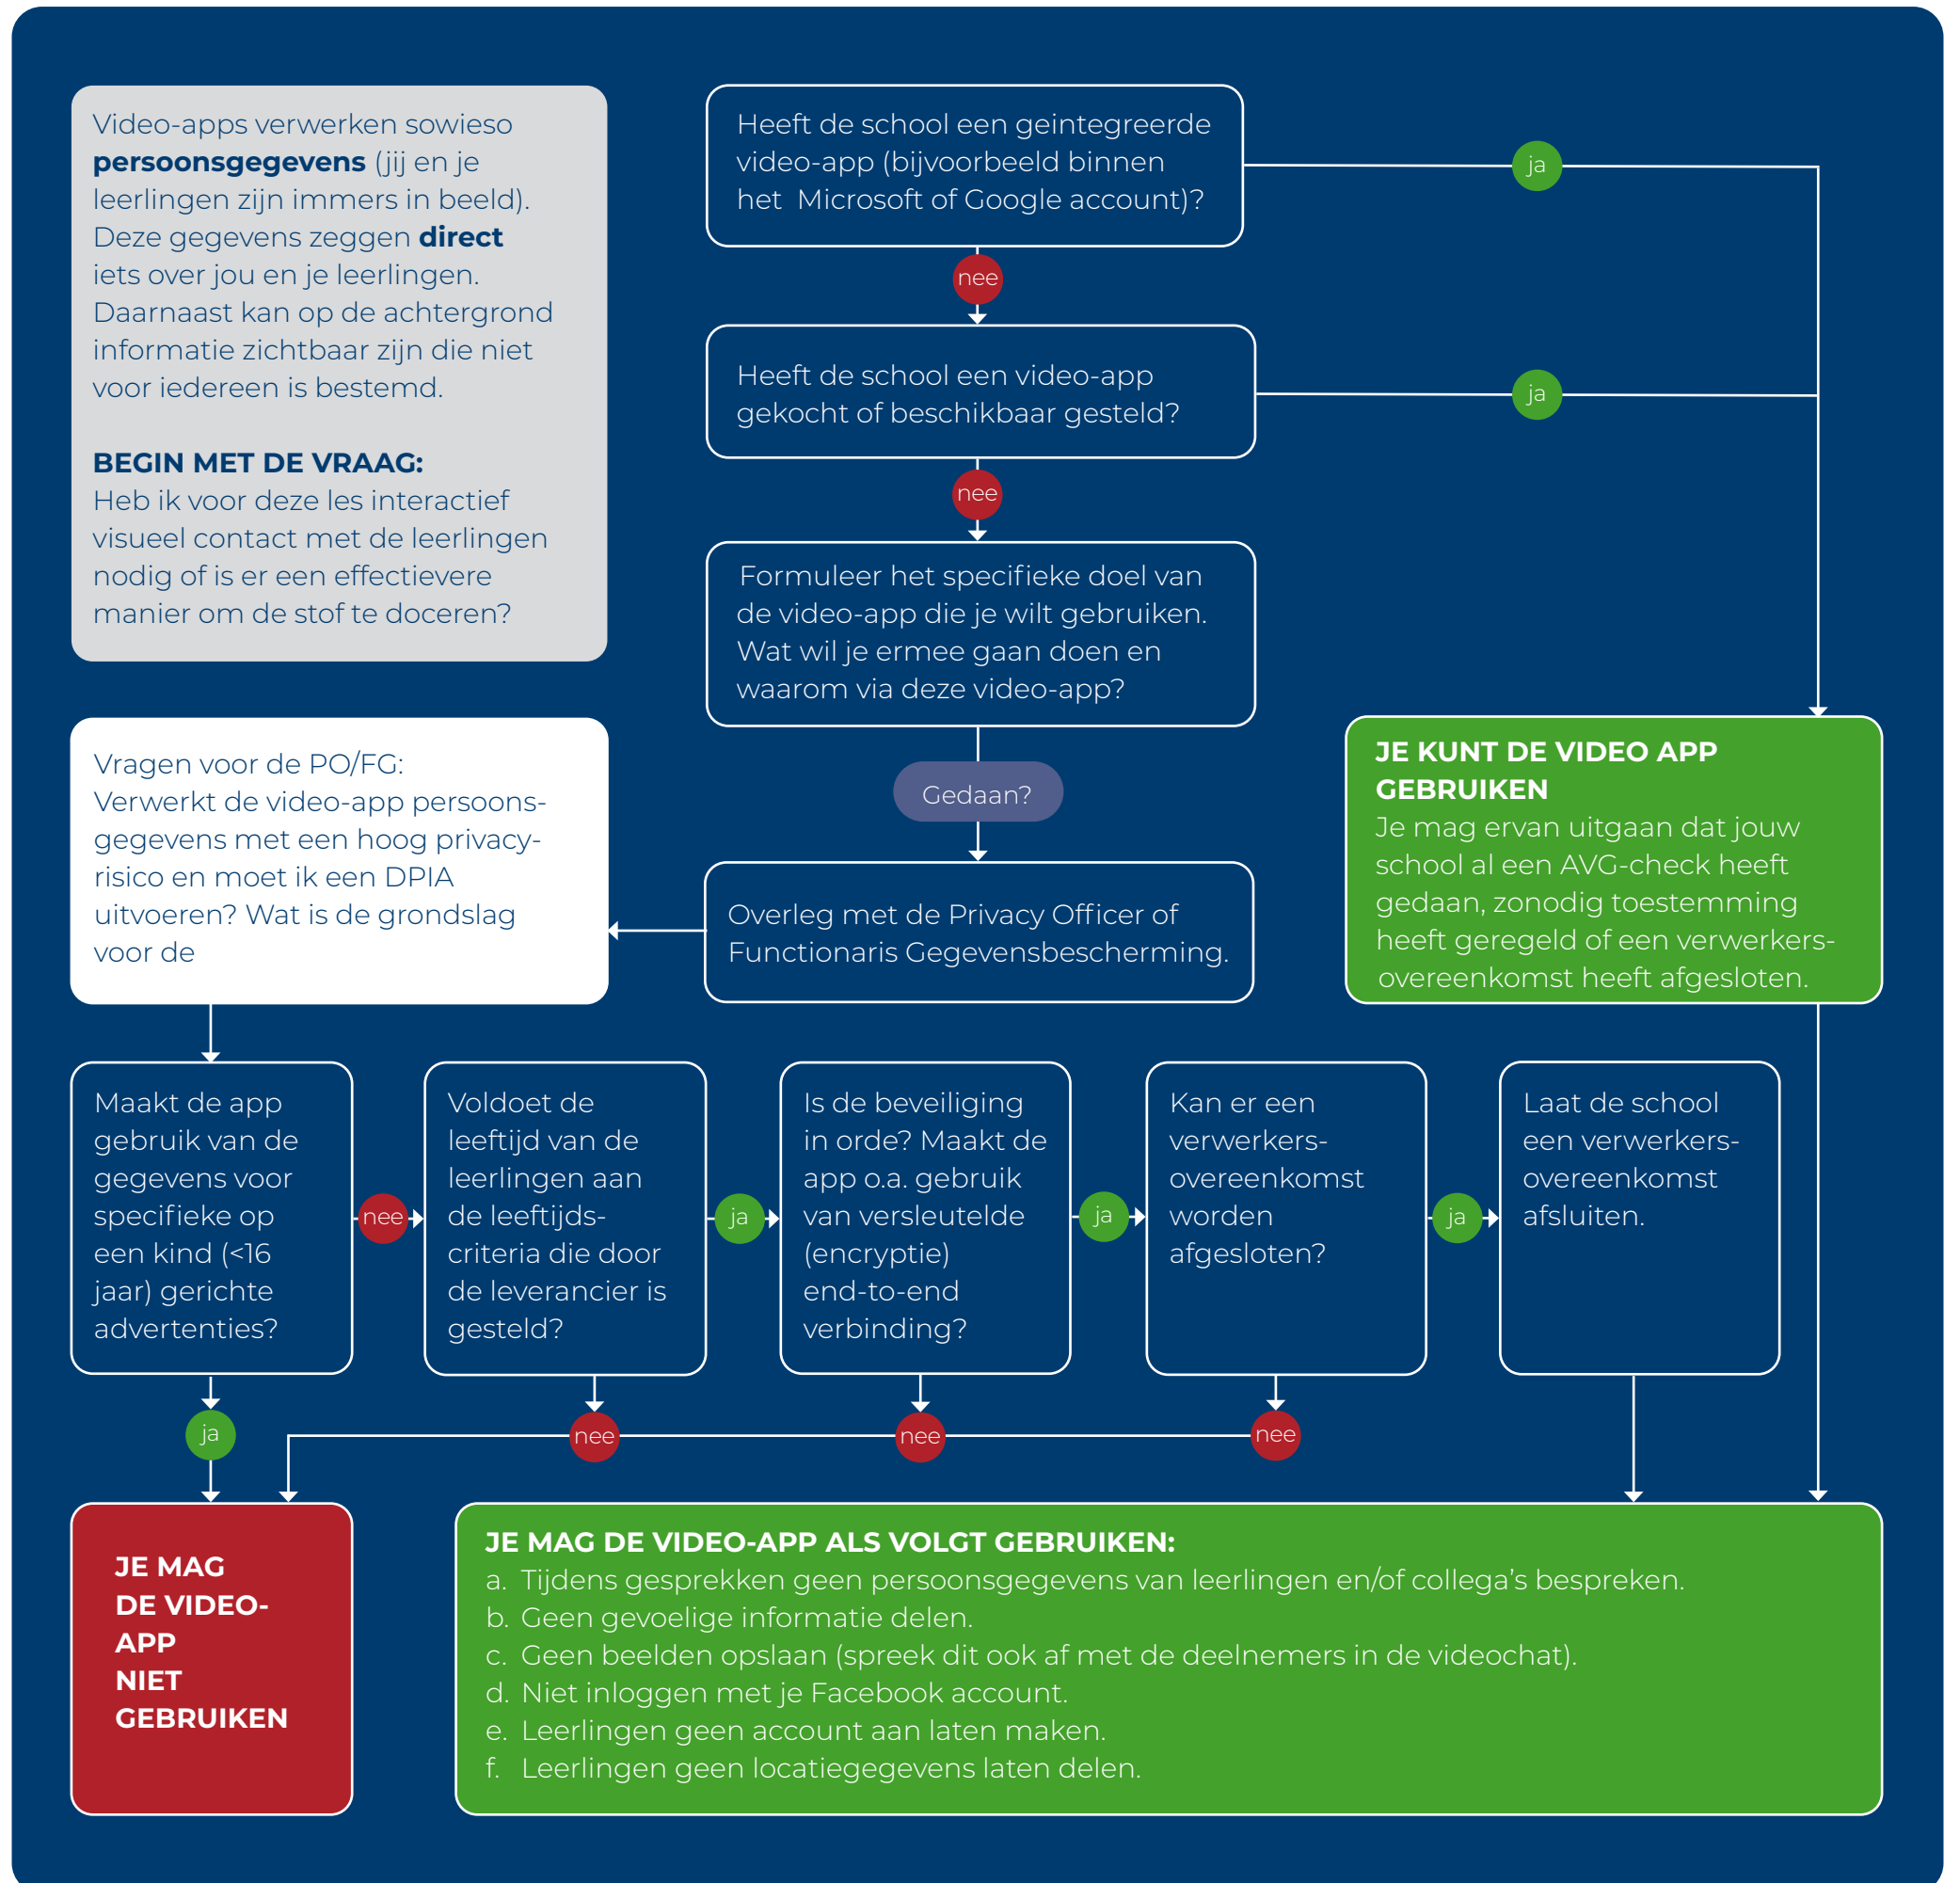 Video-apps verwerken sowieso
persoonsgegevens (jij en je
leerlingen zijn immers in beeld).
Deze gegevens zeggen direct
iets over jou en je leerlingen.
Daarnaast kan op de achtergrond
informatie zichtbaar zijn die niet
voor iedereen is bestemd.
BEGIN MET DE VRAAG:
Heb ik voor deze les interactief
visueel contact met de leerlingen
nodig of is er een effectievere
manier om de stof te doceren?
Heeft de school een geintegreerde
video-app (bijvoorbeeld binnen
het Microsoft of Google account)?
ja
nee
Heeft de school een video-app
gekocht of beschikbaar gesteld?
ja
nee
Formuleer het specifieke doel van
de video-app die je wilt gebruiken.
Wat wil je ermee gaan doen en
waarom via deze video-app?
Gedaan?
Overleg met de Privacy Officer of
Functionaris Gegevensbescherming.
Vragen voor de PO/FG:
Verwerkt de video-app persoons-
gegevens met een hoog privacy-
risico en moet ik een DPIA
uitvoeren? Wat is de grondslag
voor de
JE KUNT DE VIDEO APP
GEBRUIKEN
Je mag ervan uitgaan dat jouw
school al een AVG-check heeft
gedaan, zonodig toestemming
heeft geregeld of een verwerkers-
overeenkomst heeft afgesloten.
Maakt de app
gebruik van de
gegevens voor
specifieke op
een kind (<16
jaar) gerichte
advertenties?
nee
Voldoet de
leeftijd van de
leerlingen aan
de leeftijds-
criteria die door
de leverancier is
gesteld?
ja
Is de beveiliging
in orde? Maakt de
app o.a. gebruik
van versleutelde
(encryptie)
end-to-end
verbinding?
ja
Kan er een
verwerkers-
overeenkomst
worden
afgesloten?
ja
Laat de school
een verwerkers-
overeenkomst
afsluiten.
ja
nee
nee
nee
JE MAG
DE VIDEO-
APP
NIET
GEBRUIKEN
JE MAG DE VIDEO-APP ALS VOLGT GEBRUIKEN:
a. Tijdens gesprekken geen persoonsgegevens van leerlingen en/of collega's bespreken.
b. Geen gevoelige informatie delen.
c. Geen beelden opslaan (spreek dit ook af met de deelnemers in de videochat).
d. Niet inloggen met je Facebook account.
e. Leerlingen geen account aan laten maken.
f. Leerlingen geen locatiegegevens laten delen.